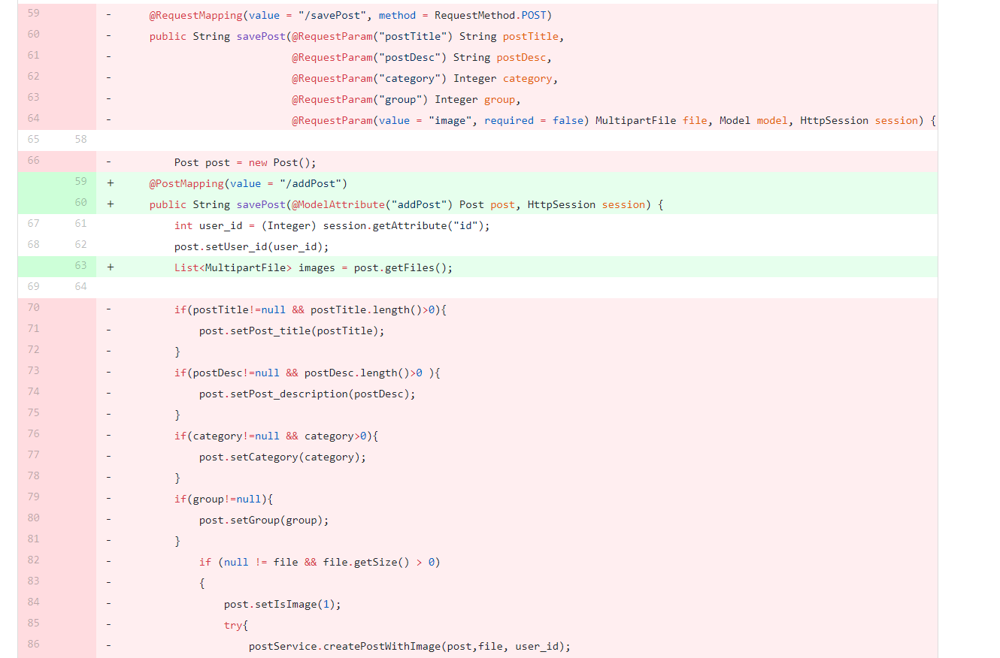 59 - @RequestMapping(value = "/savePost", method = RequestMethod.POST)
60 - public String savePost(@RequestParam("postTitle") String postTitle,
61 - @RequestParam("postDesc") String postDesc,
62 - @RequestParam("category") Integer category,
63 - @RequestParam("group") Integer group,
64 - @RequestParam(value = "image", required = false) MultipartFile file, Model model, HttpSession session) {
65 58
66 - Post post = new Post();
59 + @PostMapping(value = "/addPost")
60 + public String savePost(@ModelAttribute("addPost") Post post, HttpSession session) {
67 61 int user_id = (Integer) session.getAttribute("id");
68 62 post.setUser_id(user_id);
63 + List<MultipartFile> images = post.getFiles();
69 64
70 - if(postTitle!=null && postTitle.length()>0){
71 - post.setPost_title(postTitle);
72 - }
73 - if(postDesc!=null && postDesc.length()>0 ){
74 - post.setPost_description(postDesc);
75 - }
76 - if(category!=null && category>0){
77 - post.setCategory(category);
78 - }
79 - if(group!=null){
80 - post.setGroup(group);
81 - }
82 - if (null != file && file.getSize() > 0)
83 - {
84 - post.setIsImage(1);
85 - try{
86 - postService.createPostWithImage(post,file, user_id);